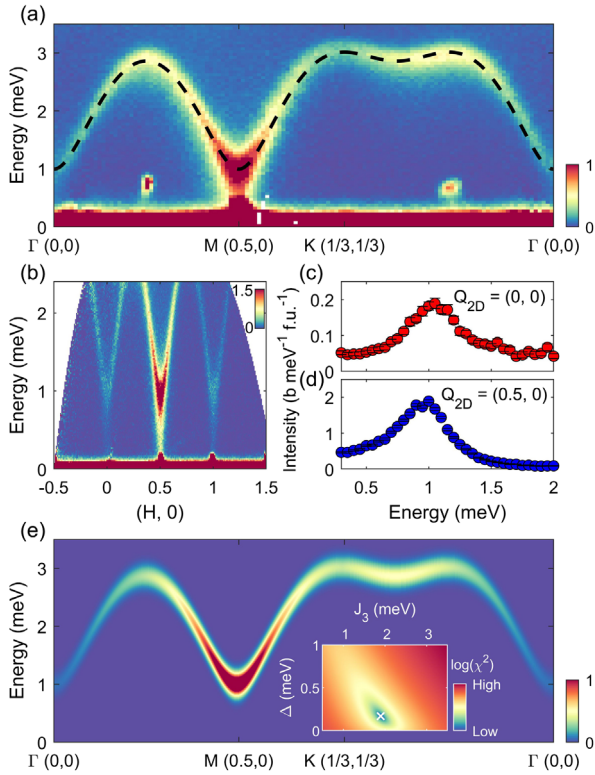 (a)
Energy (meV)
3
2
1
0
1
0
Γ (0,0)
M (0.5,0)
K (1/3,1/3)
Γ (0,0)
(b)
Energy (meV)
2
1
0
1.5
0
-0.5
0
0.5
1
1.5
(H, 0)
(c)
Q2D = (0, 0)
0.2
0.1
0
(d)
Q2D = (0.5, 0)
2
1
0
Intensity (b meV⁻¹ f.u⁻¹)
0.5
1
1.5
2
Energy (meV)
(e)
Energy (meV)
3
2
1
0
J3 (meV)
1
2
3
Δ (meV)
1
0.5
0
log(χ²)
High
Low
1
0
Γ (0,0)
M (0.5,0)
K (1/3,1/3)
Γ (0,0)